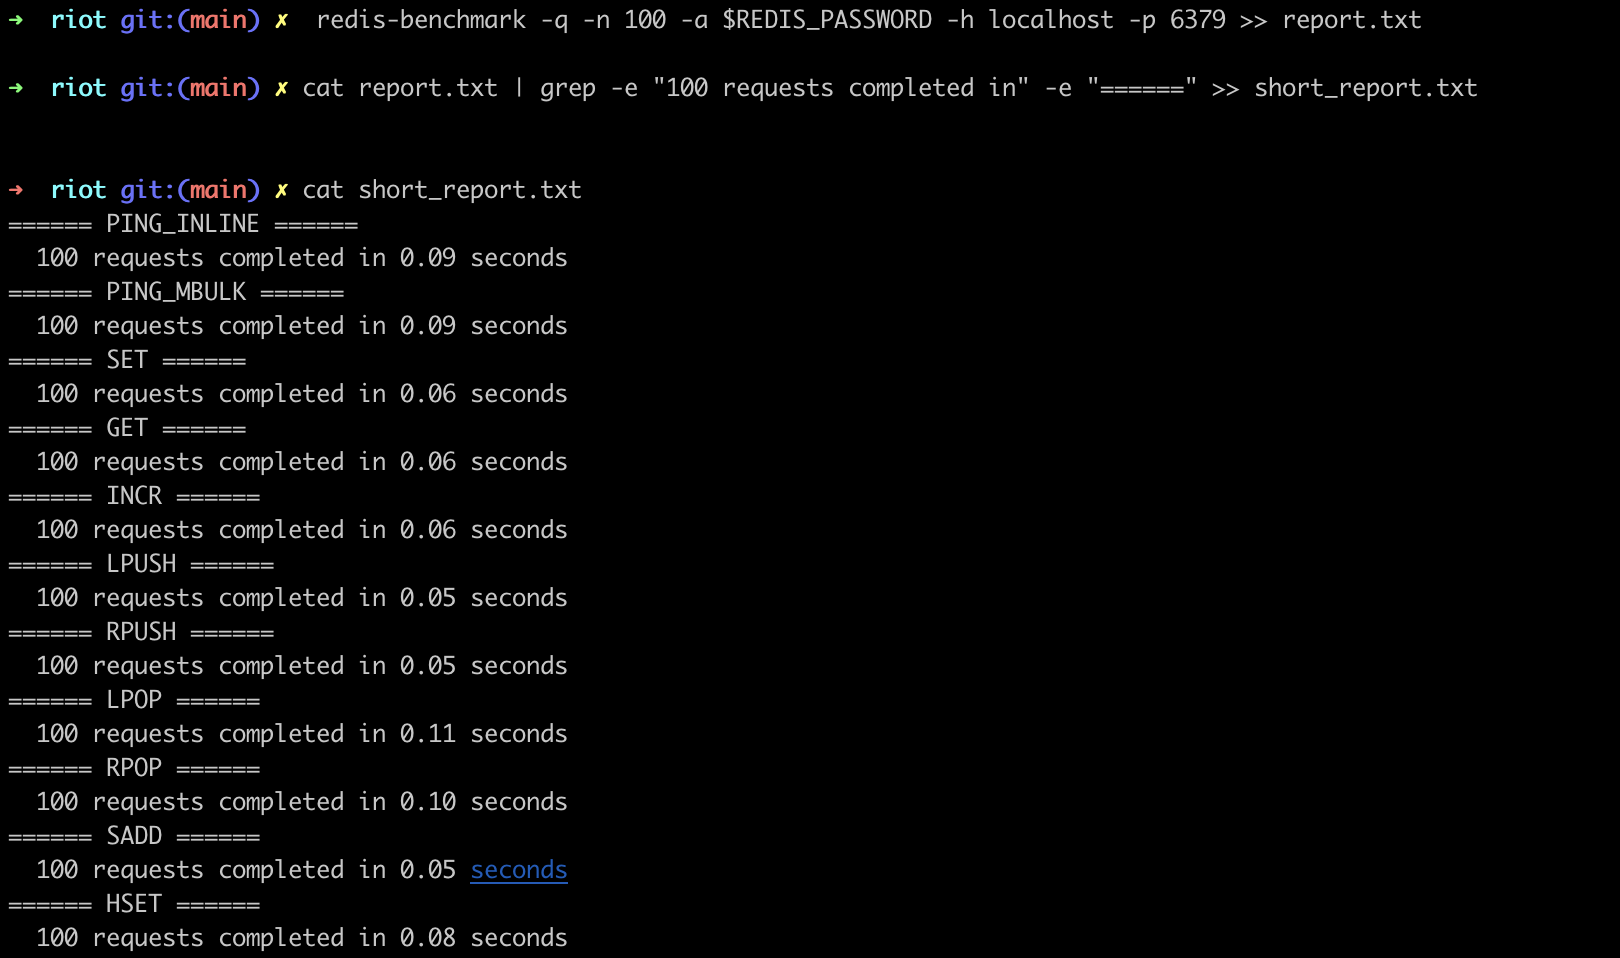 ➜  riot git:(main) ✗  redis-benchmark -q -n 100 -a $REDIS_PASSWORD -h localhost -p 6379 >> report.txt
➜  riot git:(main) ✗ cat report.txt | grep -e "100 requests completed in" -e "======" >> short_report.txt
➜  riot git:(main) ✗ cat short_report.txt
====== PING_INLINE ======
  100 requests completed in 0.09 seconds
====== PING_MBULK ======
  100 requests completed in 0.09 seconds
====== SET ======
  100 requests completed in 0.06 seconds
====== GET ======
  100 requests completed in 0.06 seconds
====== INCR ======
  100 requests completed in 0.06 seconds
====== LPUSH ======
  100 requests completed in 0.05 seconds
====== RPUSH ======
  100 requests completed in 0.05 seconds
====== LPOP ======
  100 requests completed in 0.11 seconds
====== RPOP ======
  100 requests completed in 0.10 seconds
====== SADD ======
  100 requests completed in 0.05 seconds
====== HSET ======
  100 requests completed in 0.08 seconds